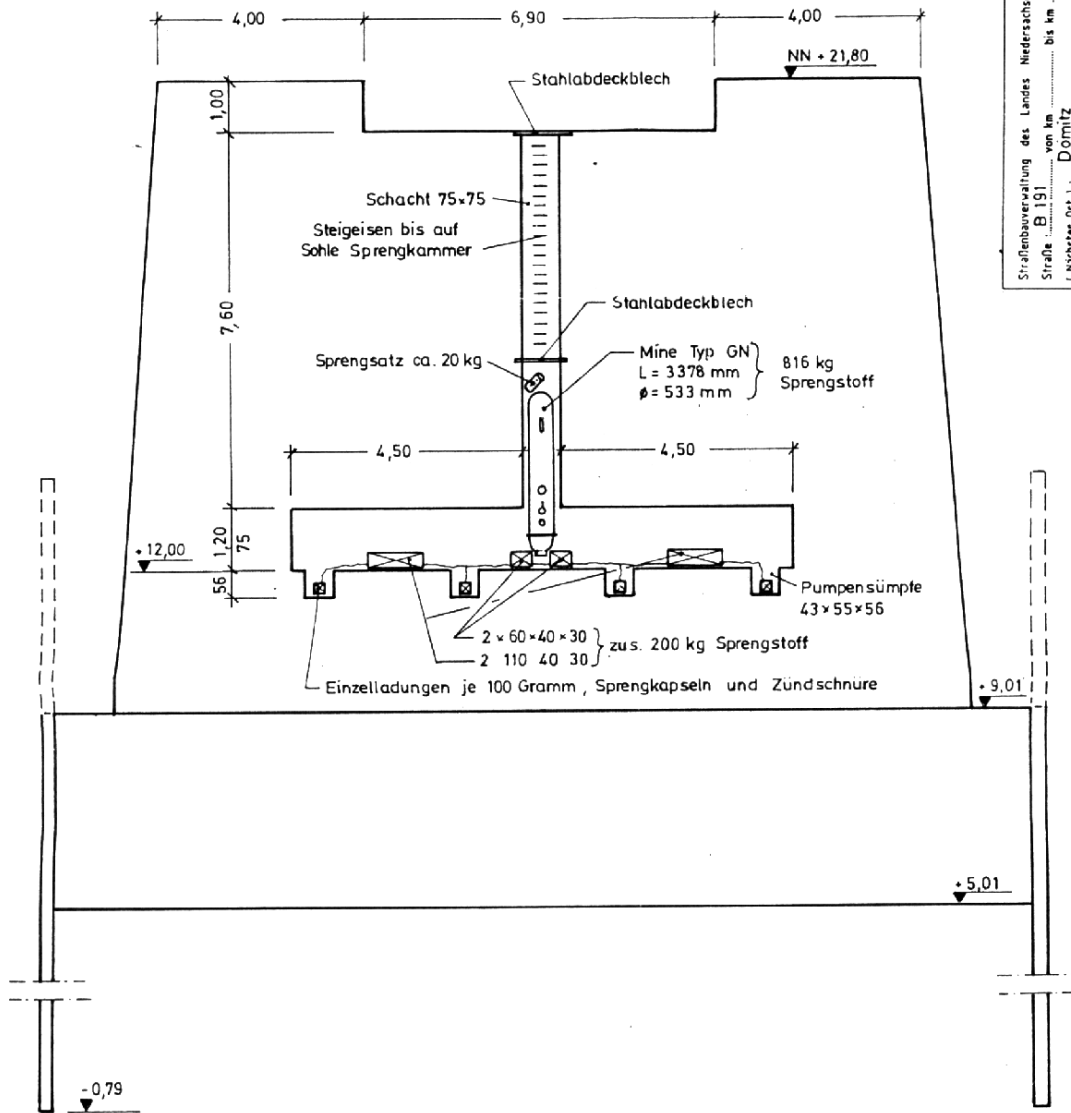 4,00
6,90
4,00
NN + 21,80
Stahlabdeckblech
1,00
Schacht 75×75
Steigeisen bis auf
Sohle Sprengkammer
7,60
Stahlabdeckblech
Sprengsatz ca. 20 kg
Mine Typ GN
L = 3378 mm
ø = 533 mm
816 kg
Sprengstoff
4,50
4,50
1,20
75
+12,00
56
Pumpensümpfe
43×55×56
2 × 60×40×30
2 110 40 30
zus. 200 kg Sprengstoff
Einzelladungen je 100 Gramm, Sprengkapseln und Zündschnüre
+9,01
+5,01
-0,79
Straßenbauverwaltung des Landes Niedersachs
Straße : B 191 von km bis km
Dömitz